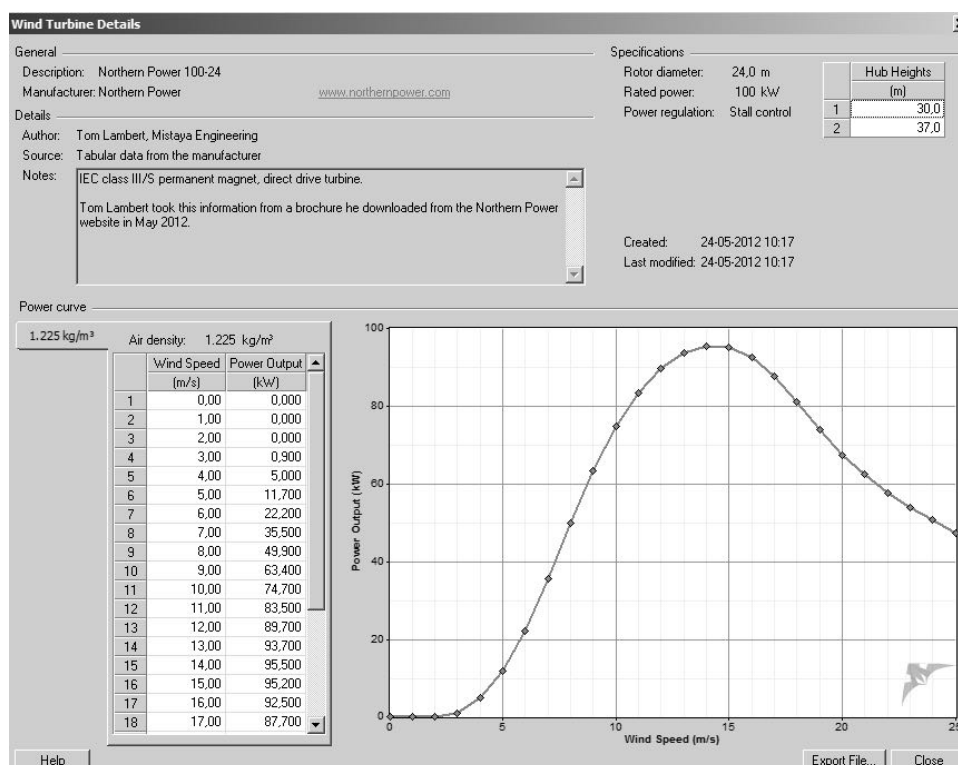 Wind Turbine Details
General
Description: Northern Power 100-24
Manufacturer: Northern Power www.northernpower.com
Details
Author: Tom Lambert, Mistaya Engineering
Source: Tabular data from the manufacturer
Notes: IEC class III/S permanent magnet, direct drive turbine.
Tom Lambert took this information from a brochure he downloaded from the Northern Power
website in May 2012.
Specifications
Rotor diameter: 24,0 m
Rated power: 100 kW
Power regulation: Stall control
Hub Heights
(m)
1 30,0
2 37,0
Created: 24-05-2012 10:17
Last modified: 24-05-2012 10:17
Power curve
1.225 kg/m³
Air density: 1.225 kg/m³
Wind Speed Power Output
(m/s) (kW)
1 0,00 0,000
2 1,00 0,000
3 2,00 0,000
4 3,00 0,900
5 4,00 5,000
6 5,00 11,700
7 6,00 22,200
8 7,00 35,500
9 8,00 49,900
10 9,00 63,400
11 10,00 74,700
12 11,00 83,500
13 12,00 89,700
14 13,00 93,700
15 14,00 95,500
16 15,00 95,200
17 16,00 92,500
18 17,00 87,700
Power Output (kW)
100
80
60
40
20
0
0 5 10 15 20 25
Wind Speed (m/s)
Help
Export File... Close